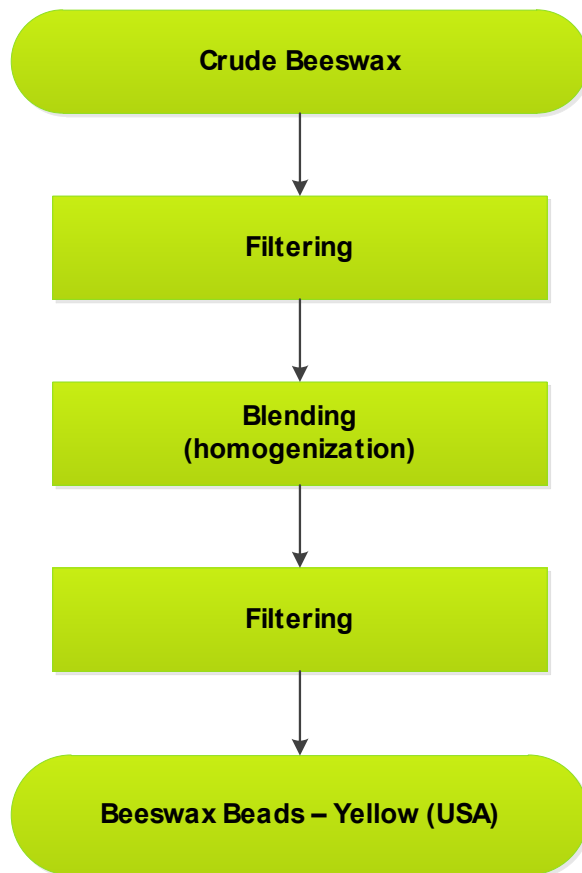 Crude Beeswax
Filtering
Blending
(homogenization)
Filtering
Beeswax Beads – Yellow (USA)